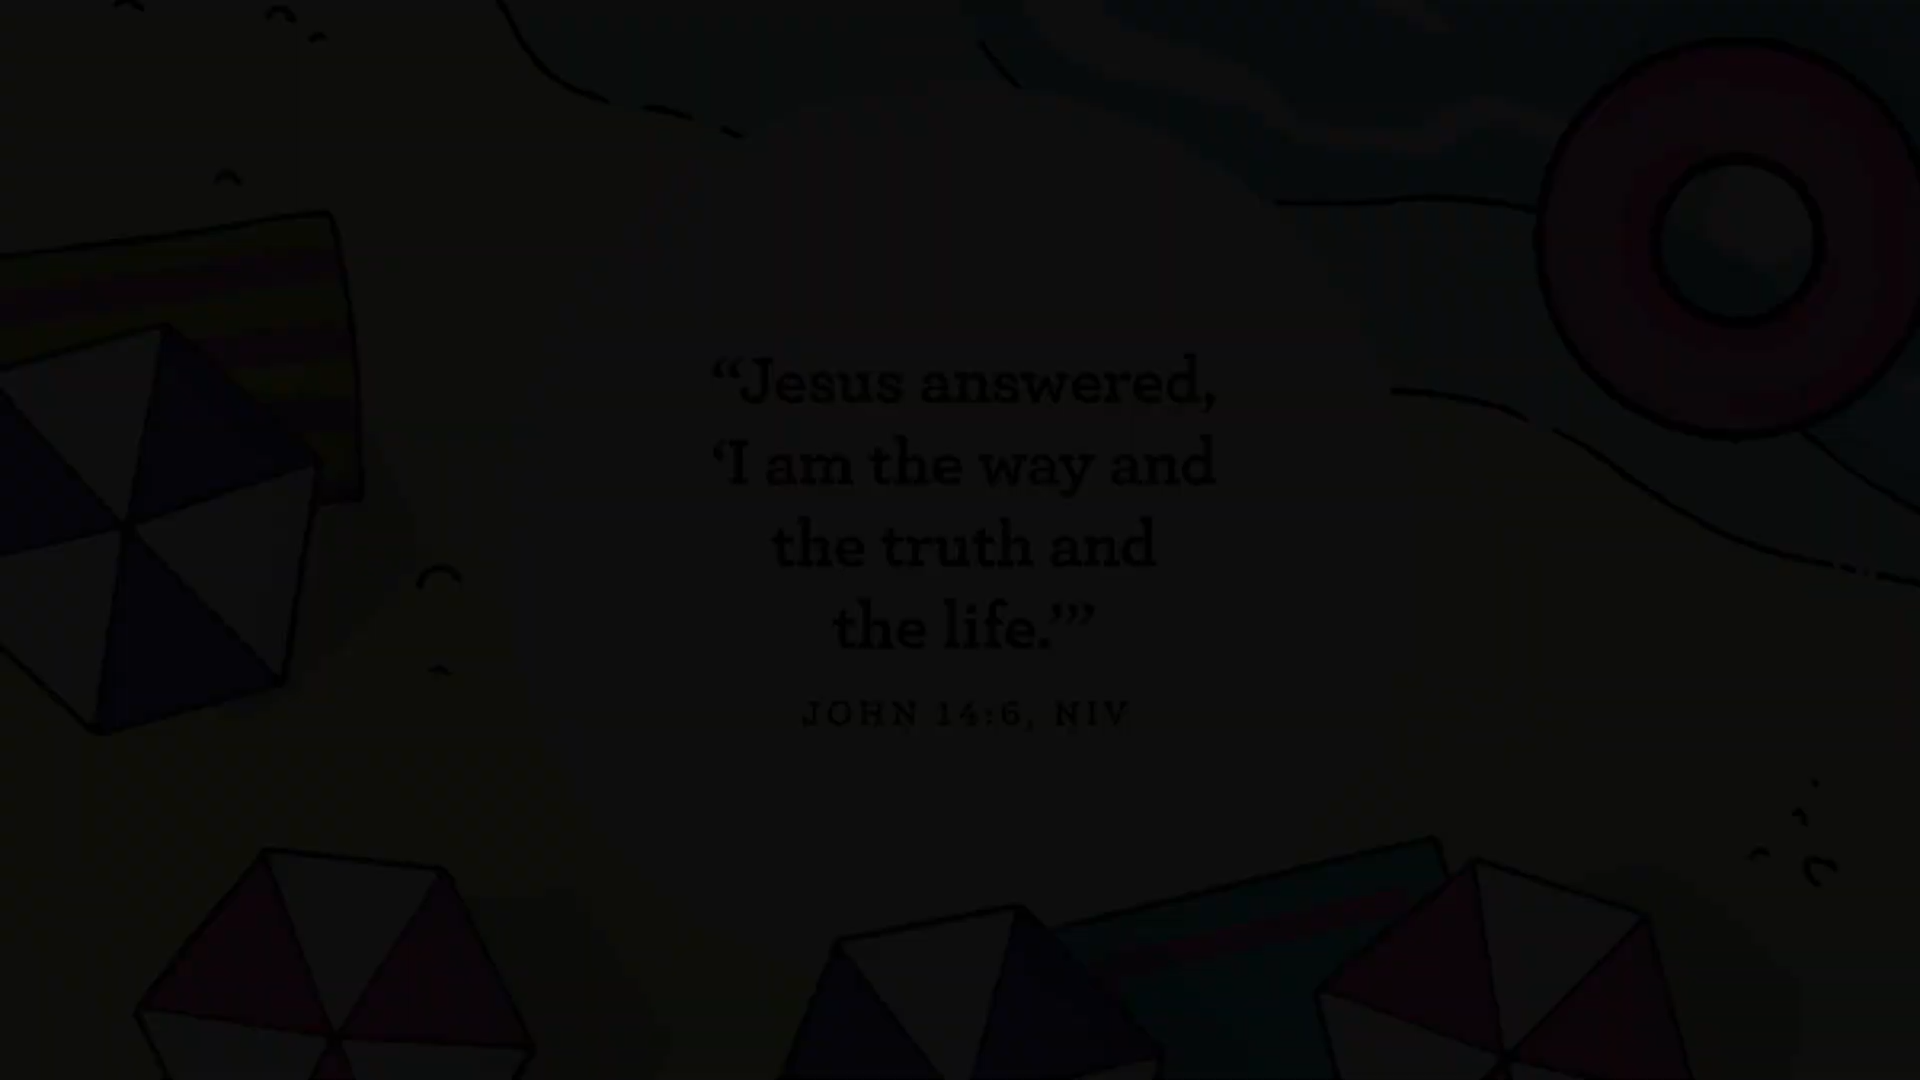 “Jesus answered,
‘I am the way and
the truth and
the life.’”
JOHN 14:6, NIV